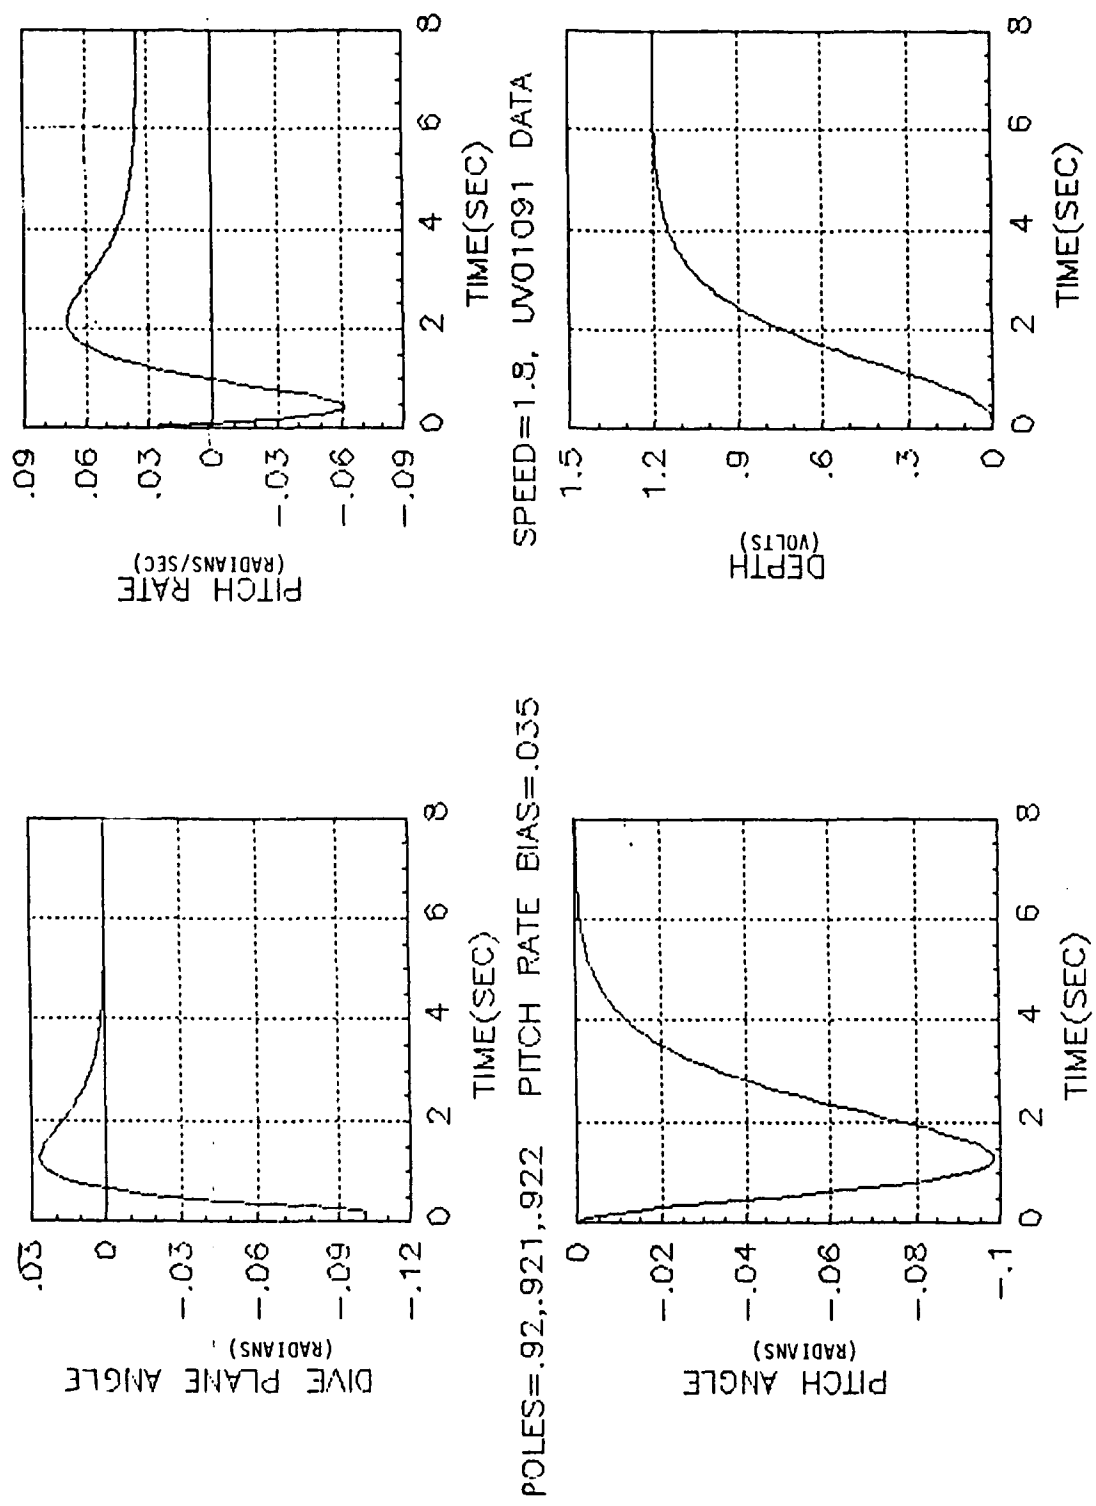 DIVE PLANE ANGLE
(RADIANS)
.03
0
-.03
-.06
-.09
-.12
0 2 4 6 8
TIME(SEC)
PITCH RATE
(RADIANS/SEC)
.09
.06
.03
0
-.03
-.06
-.09
0 2 4 6 8
TIME(SEC)
POLES=.92,.921,.922 PITCH RATE BIAS=.035
SPEED=1.8, UV01091 DATA
PITCH ANGLE
(RADIANS)
0
-.02
-.04
-.06
-.08
-.1
0 2 4 6 8
TIME(SEC)
DEPTH
(VOLTS)
1.5
1.2
.9
.6
.3
0
0 2 4 6 8
TIME(SEC)